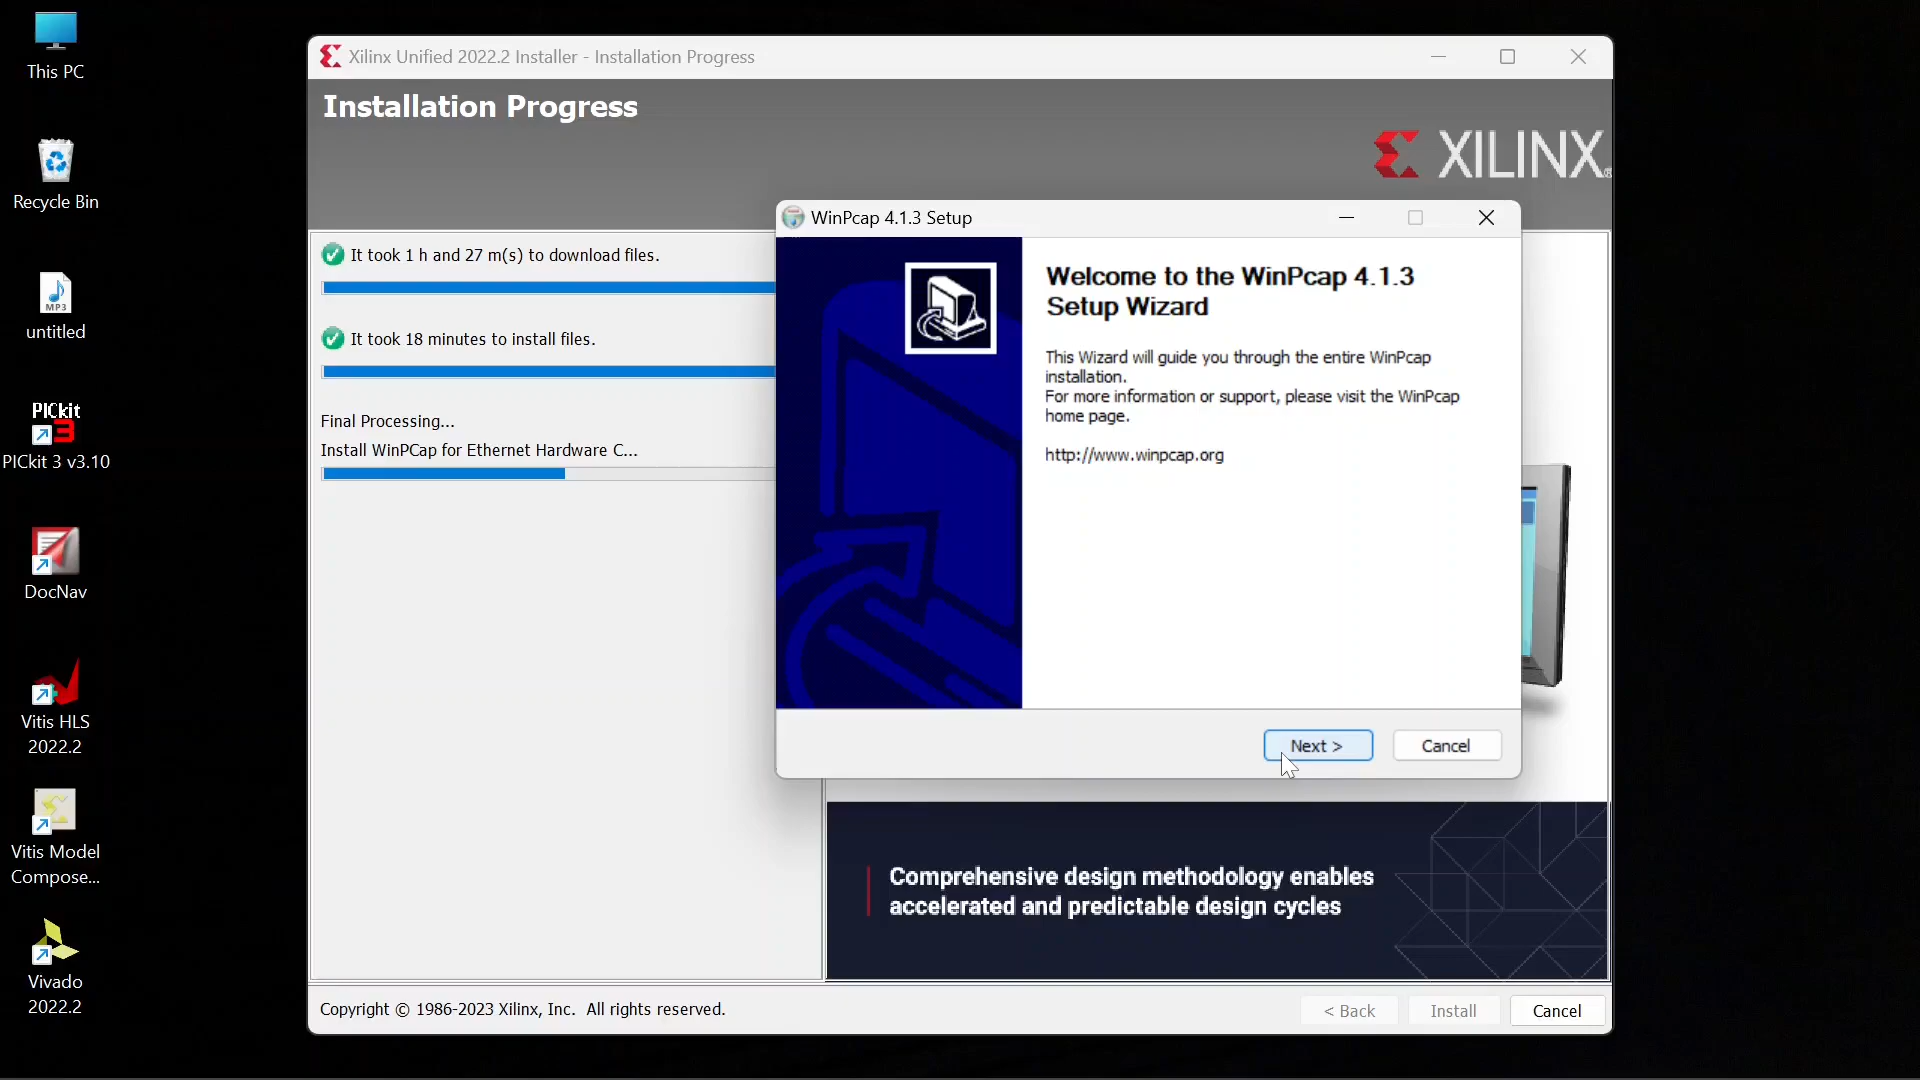 This PC
Recycle Bin
MP3
untitled
PICkit
3
PICkit 3 v3.10
DocNav
Vitis HLS
2022.2
Vitis Model
Compose...
Vivado
2022.2
Xilinx Unified 2022.2 Installer - Installation Progress
Installation Progress
XILINX®
It took 1 h and 27 m(s) to download files.
It took 18 minutes to install files.
Final Processing...
Install WinPCap for Ethernet Hardware C...
WinPcap 4.1.3 Setup
Welcome to the WinPcap 4.1.3
Setup Wizard
This Wizard will guide you through the entire WinPcap
installation.
For more information or support, please visit the WinPcap
home page.
http://www.winpcap.org
Next >
Cancel
Comprehensive design methodology enables
accelerated and predictable design cycles
Copyright © 1986-2023 Xilinx, Inc. All rights reserved.
< Back
Install
Cancel